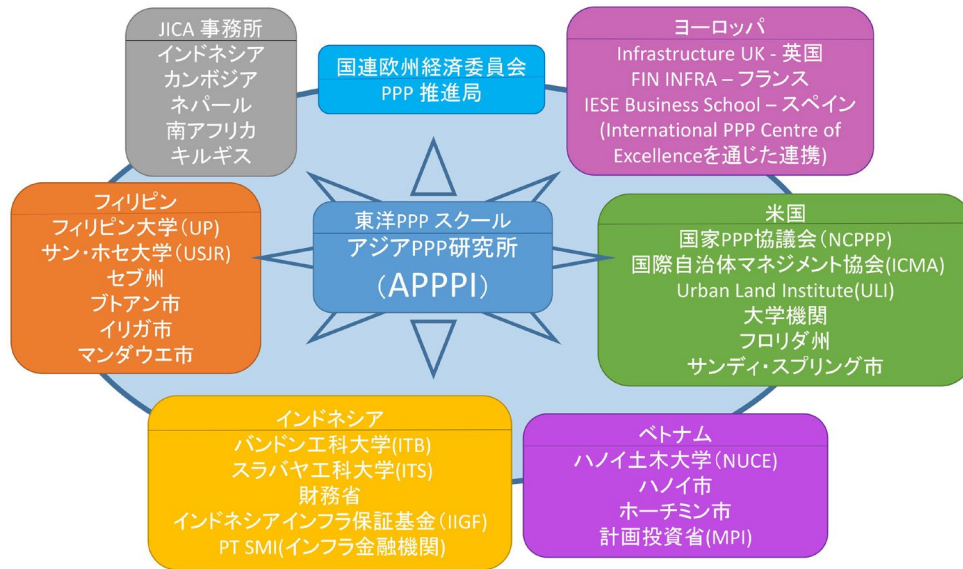 JICA 事務所
インドネシア
カンボジア
ネパール
南アフリカ
キルギス
国連欧州経済委員会
PPP 推進局
ヨーロッパ
Infrastructure UK - 英国
FIN INFRA – フランス
IESE Business School – スペイン
(International PPP Centre of
Excellenceを通じた連携)
フィリピン
フィリピン大学(UP)
サン・ホセ大学(USJR)
セブ州
ブトアン市
イリガ市
マンダウエ市
東洋PPP スクール
アジアPPP研究所
(APPPI)
米国
国家PPP協議会(NCPPP)
国際自治体マネジメント協会(ICMA)
Urban Land Institute(ULI)
大学機関
フロリダ州
サンディ・スプリング市
インドネシア
バンドン工科大学(ITB)
スラバヤ工科大学(ITS)
財務省
インドネシアインフラ保証基金(IIGF)
PT SMI(インフラ金融機関)
ベトナム
ハノイ土木大学(NUCE)
ハノイ市
ホーチミン市
計画投資省(MPI)